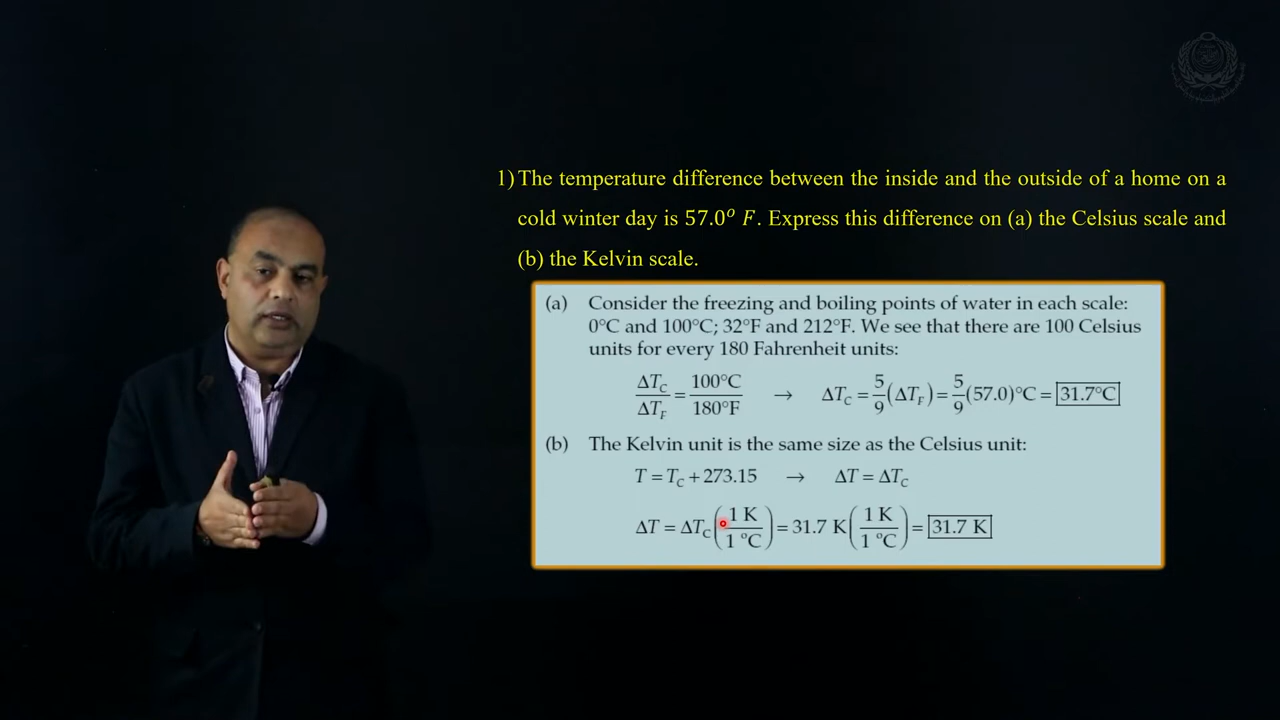 1) The temperature difference between the inside and the outside of a home on a
cold winter day is 57.0° F. Express this difference on (a) the Celsius scale and
(b) the Kelvin scale.
(a) Consider the freezing and boiling points of water in each scale:
0°C and 100°C; 32°F and 212°F. We see that there are 100 Celsius
units for every 180 Fahrenheit units:
ΔT_C/ΔT_F = 100°C/180°F → ΔT_C = 5/9(ΔT_F) = 5/9(57.0)°C = 31.7°C
(b) The Kelvin unit is the same size as the Celsius unit:
T = T_C + 273.15 → ΔT = ΔT_C
ΔT = ΔT_C(1 K/1 °C) = 31.7 K(1 K/1 °C) = 31.7 K